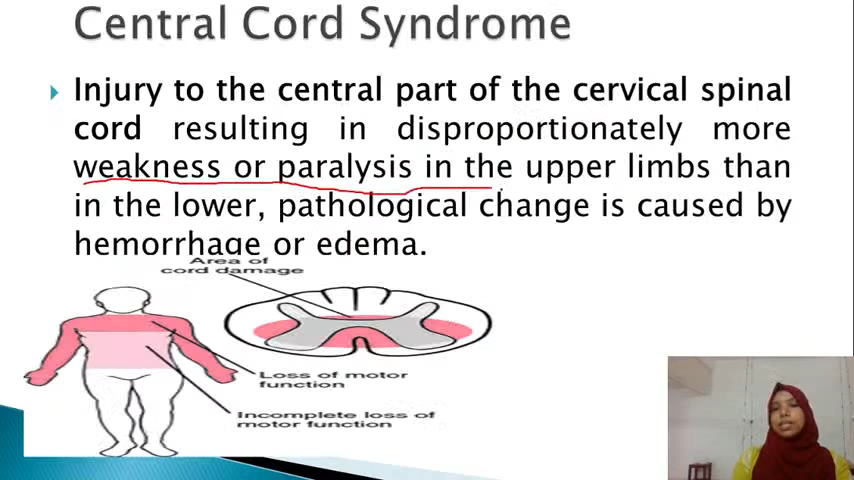 Central Cord Syndrome
Injury to the central part of the cervical spinal
cord resulting in disproportionately more
weakness or paralysis in the upper limbs than
in the lower, pathological change is caused by
hemorrhage or edema.
Area of
cord damage
Loss of motor
function
Incomplete loss of
motor function